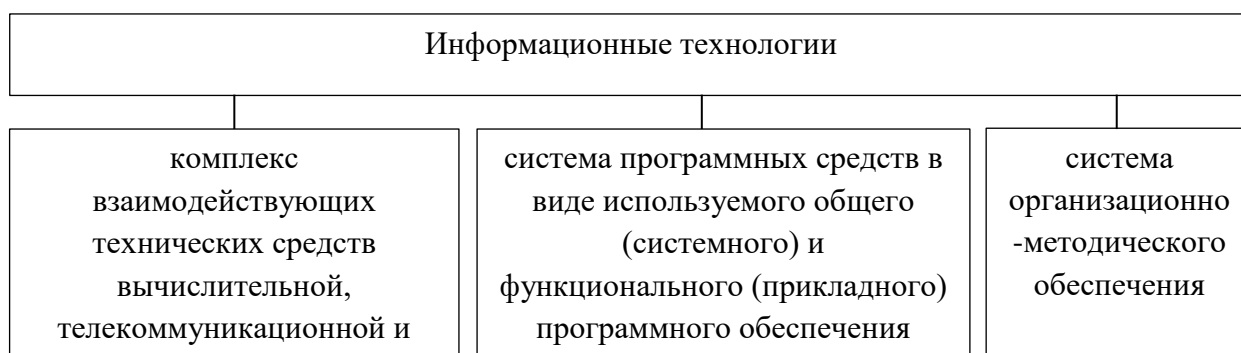 Информационные технологии
комплекс
взаимодействующих
технических средств
вычислительной,
телекоммуникационной и
система программных средств в
виде используемого общего
(системного) и
функционального (прикладного)
программного обеспечения
система
организационно
-методического
обеспечения